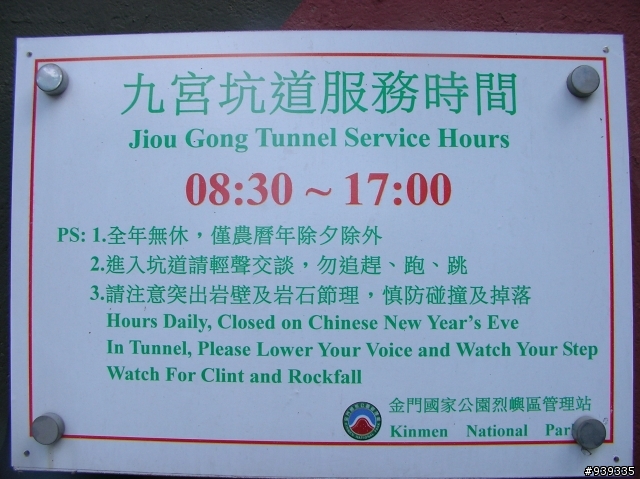 九宮坑道服務時間
Jiou Gong Tunnel Service Hours
08:30 ~ 17:00
PS: 1.全年無休，僅農曆年除夕除外
2.進入坑道請輕聲交談，勿追趕、跑、跳
3.請注意突出岩壁及岩石節理，慎防碰撞及掉落
Hours Daily, Closed on Chinese New Year's Eve
In Tunnel, Please Lower Your Voice and Watch Your Step
Watch For Clint and Rockfall
金門國家公園烈嶼區管理站
Kinmen National Park
#939335